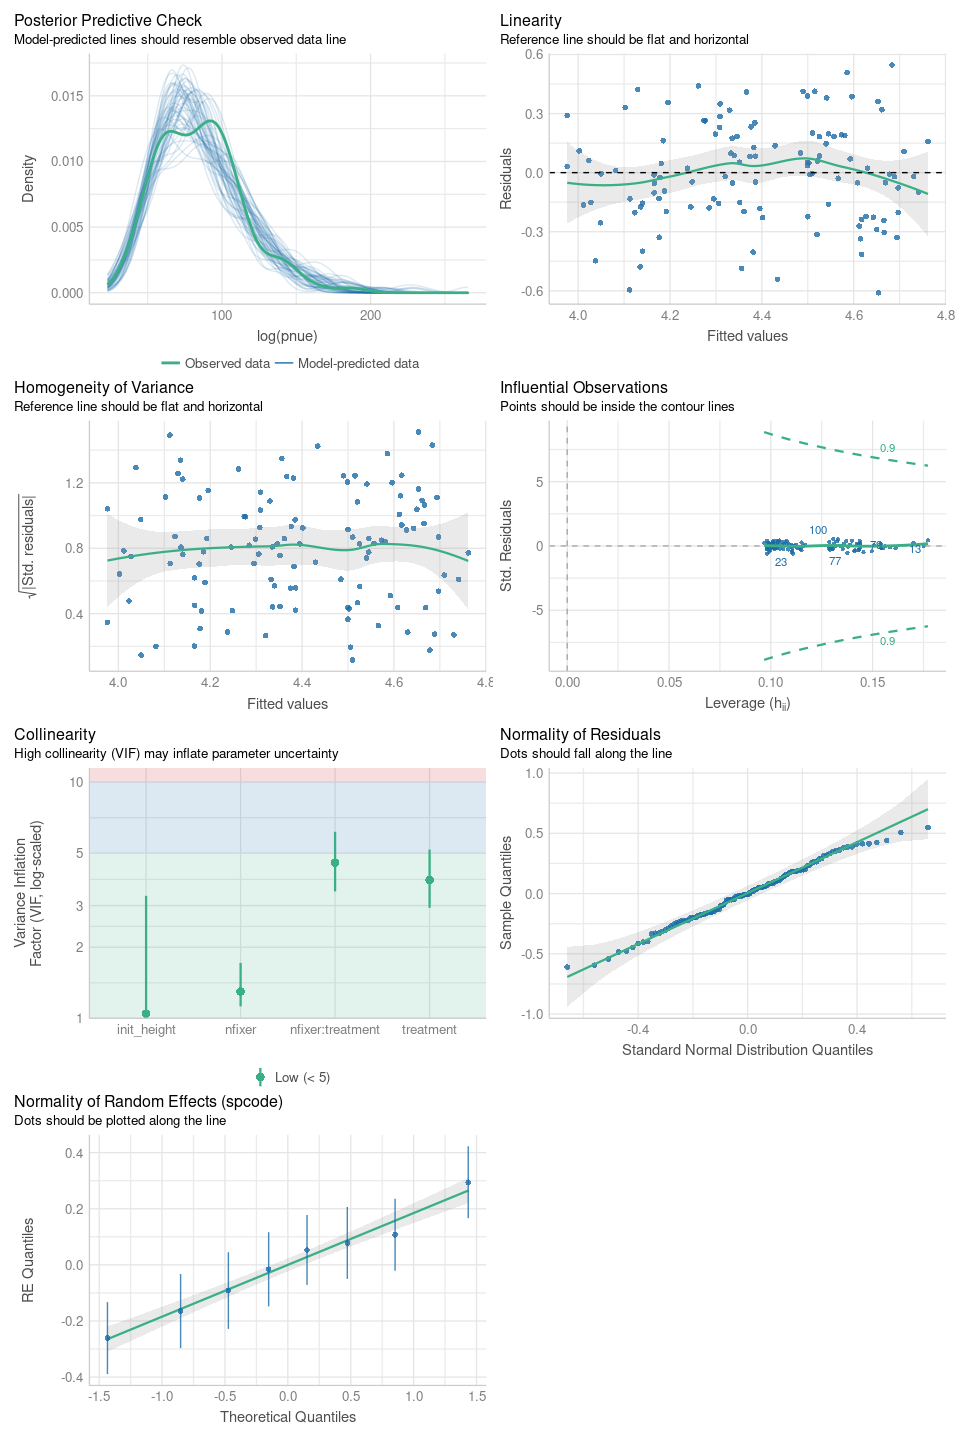 Posterior Predictive Check
Model-predicted lines should resemble observed data line
0.015
0.010
0.005
0.000
Density
100
200
log(pnue)
Observed data
Model-predicted data
Linearity
Reference line should be flat and horizontal
0.6
0.3
0.0
-0.3
-0.6
Residuals
4.0
4.2
4.4
4.6
4.8
Fitted values
Homogeneity of Variance
Reference line should be flat and horizontal
1.2
0.8
0.4
√|Std. residuals|
4.0
4.2
4.4
4.6
4.8
Fitted values
Influential Observations
Points should be inside the contour lines
5
0
-5
Std. Residuals
0.9
0.9
100
23
77
13
0.00
0.05
0.10
0.15
Leverage (hii)
Collinearity
High collinearity (VIF) may inflate parameter uncertainty
10
5
3
2
1
Variance Inflation
Factor (VIF, log-scaled)
init_height
nfixer
nfixer:treatment
treatment
Low (< 5)
Normality of Residuals
Dots should fall along the line
1.0
0.5
0.0
-0.5
-1.0
Sample Quantiles
-0.4
0.0
0.4
Standard Normal Distribution Quantiles
Normality of Random Effects (spcode)
Dots should be plotted along the line
0.4
0.2
0.0
-0.2
-0.4
RE Quantiles
-1.5
-1.0
-0.5
0.0
0.5
1.0
1.5
Theoretical Quantiles